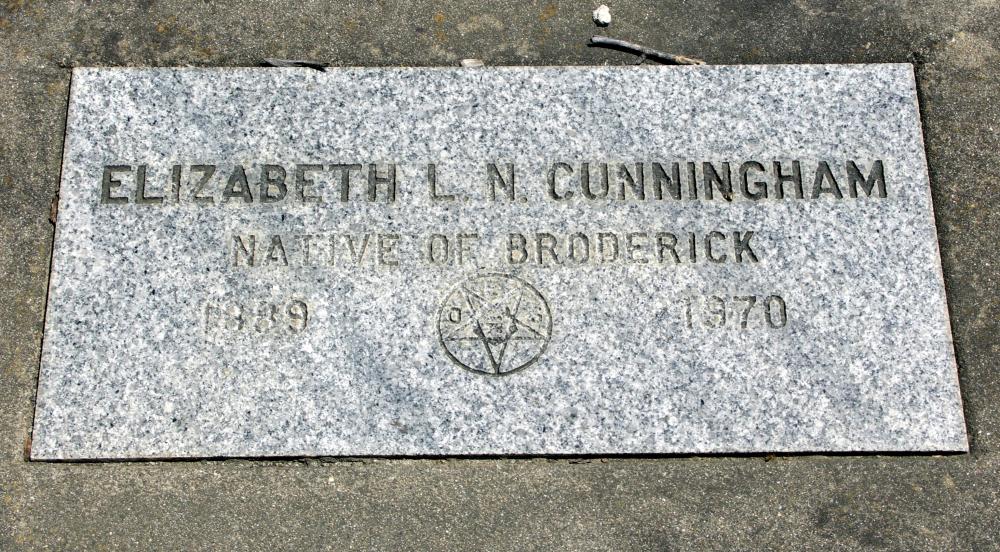 ELIZABETH L. N. CUNNINGHAM
NATIVE OF BRODERICK
1889 1970